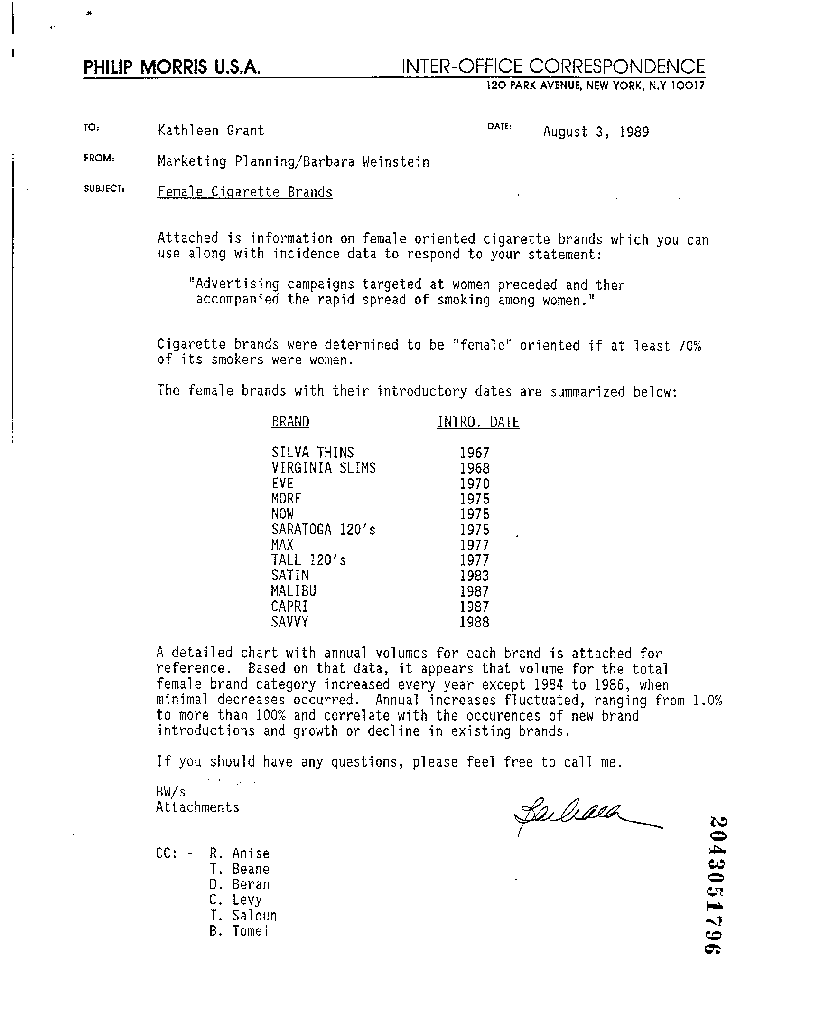 PHILIP MORRIS U.S.A. INTER-OFFICE CORRESPONDENCE
120 PARK AVENUE, NEW YORK, N.Y 10017
TO: Kathleen Grant DATE: August 3, 1989
FROM: Marketing Planning/Barbara Weinstein
SUBJECT: Female Cigarette Brands
Attached is information on female oriented cigarette brands which you can
use along with incidence data to respond to your statement:
"Advertising campaigns targeted at women preceded and then
accompanied the rapid spread of smoking among women."
Cigarette brands were determined to be "female" oriented if at least 70%
of its smokers were women.
The female brands with their introductory dates are summarized below:
BRAND INTRO. DATE
SILVA THINS 1967
VIRGINIA SLIMS 1968
EVE 1970
MORE 1975
NOW 1975
SARATOGA 120's 1975
MAX 1977
TALL 120's 1977
SATIN 1983
MALIBU 1987
CAPRI 1987
SAVVY 1988
A detailed chart with annual volumes for each brand is attached for
reference. Based on that data, it appears that volume for the total
female brand category increased every year except 1984 to 1986, when
minimal decreases occurred. Annual increases fluctuated, ranging from 1.0%
to more than 100% and correlate with the occurences of new brand
introductions and growth or decline in existing brands.
If you should have any questions, please feel free to call me.
BW/s
Attachments
Barbara
CC: - R. Anise
T. Beane
D. Beran
C. Levy
T. Saloun
B. Tomei
2043051796